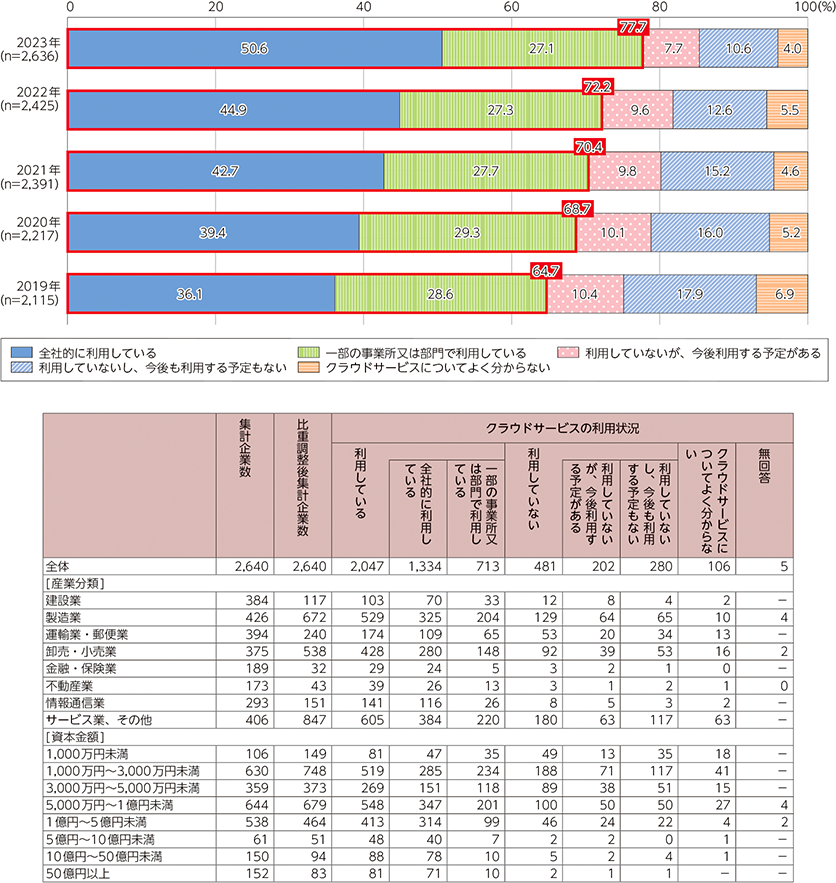 0 20 40 60 80 100(%)
77.7
2023年
(n=2,636)
50.6 27.1 7.7 10.6 4.0
72.2
2022年
(n=2,425)
44.9 27.3 9.6 12.6 5.5
70.4
2021年
(n=2,391)
42.7 27.7 9.8 15.2 4.6
68.7
2020年
(n=2,217)
39.4 29.3 10.1 16.0 5.2
64.7
2019年
(n=2,115)
36.1 28.6 10.4 17.9 6.9
0 20 40 60 80 100
全社的に利用している 一部の事業所又は部門で利用している 利用していないが、今後利用する予定がある
利用していないし、今後も利用する予定もない クラウドサービスについてよく分からない
集計企業数
比重調整後集計企業数
クラウドサービスの利用状況
利用している
全社的に利用し
ている
一部の事業所又
は部門で利用し
ている
利用していない
利用していない
が、今後利用す
る予定がある
利用していない
し、今後も利用
する予定もない
クラウドサービスに
ついてよく分からな
い
無回答
全体 2,640 2,640 2,047 1,334 713 481 202 280 106 5
[産業分類]
建設業 384 117 103 70 33 12 8 4 2 −
製造業 426 672 529 325 204 129 64 65 10 4
運輸業・郵便業 394 240 174 109 65 53 20 34 13 −
卸売・小売業 375 538 428 280 148 92 39 53 16 2
金融・保険業 189 32 29 24 5 3 2 1 0 −
不動産業 173 43 39 26 13 3 1 2 1 0
情報通信業 293 151 141 116 26 8 5 3 2 −
サービス業、その他 406 847 605 384 220 180 63 117 63 −
[資本金額]
1,000万円未満 106 149 81 47 35 49 13 35 18 −
1,000万円～3,000万円未満 630 748 519 285 234 188 71 117 41 −
3,000万円～5,000万円未満 359 373 269 151 118 89 38 51 15 −
5,000万円～1億円未満 644 679 548 347 201 100 50 50 27 4
1億円～5億円未満 538 464 413 314 99 46 24 22 4 2
5億円～10億円未満 61 51 48 40 7 2 2 0 1 −
10億円～50億円未満 150 94 88 78 10 5 2 4 1 −
50億円以上 152 83 81 71 10 2 1 1 − −